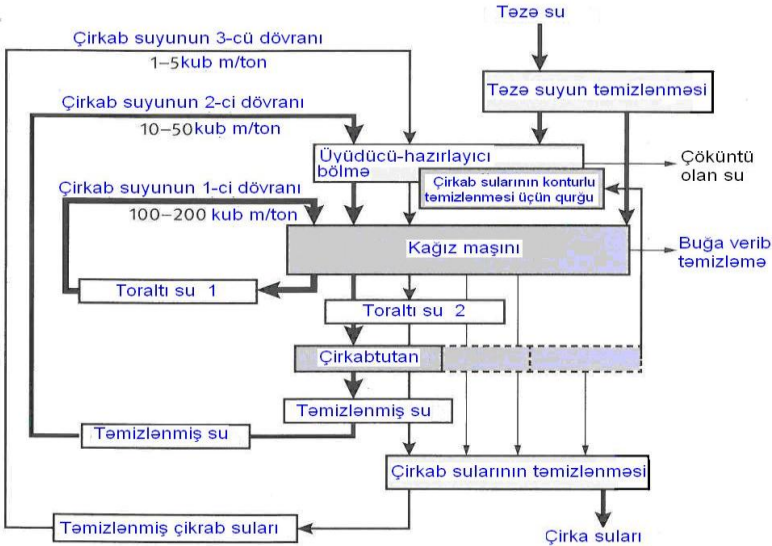 Təzə su
Çirkab suyunun 3-cü dövranı
1–5kub m/ton
Təzə suyun təmizlənməsi
Çirkab suyunun 2-ci dövranı
10–50kub m/ton
Üyüdücü-hazırlayıcı
bölmə
Çöküntü
olan su
Çirkab sularının konturlu
təmizlənməsi üçün qurğu
Çirkab suyunun 1-ci dövranı
100–200 kub m/ton
Kağız maşını
Buğa verib
təmizləmə
Toraltı su 1
Toraltı su 2
Çirkabtutan
Təmizlənmiş su
Təmizlənmiş su
Çirkab sularının təmizlənməsi
Təmizlənmiş çikrab suları
Çirka suları